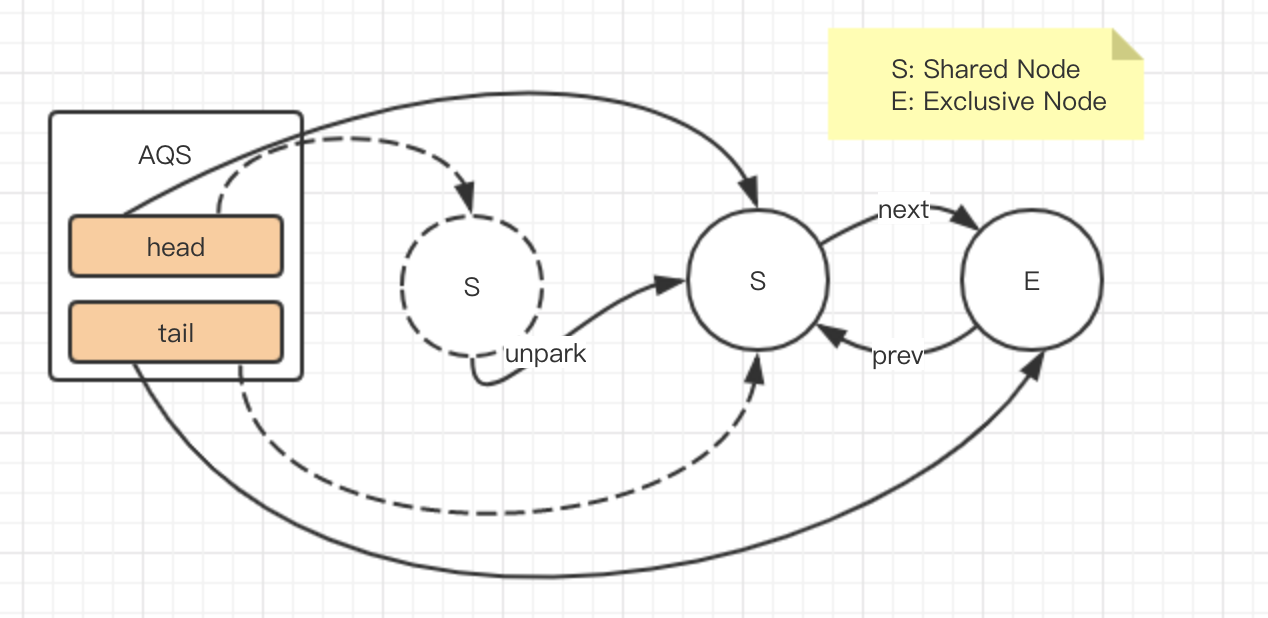 S: Shared Node
E: Exclusive Node
AQS
head
tail
S
unpark
S
next
prev
E